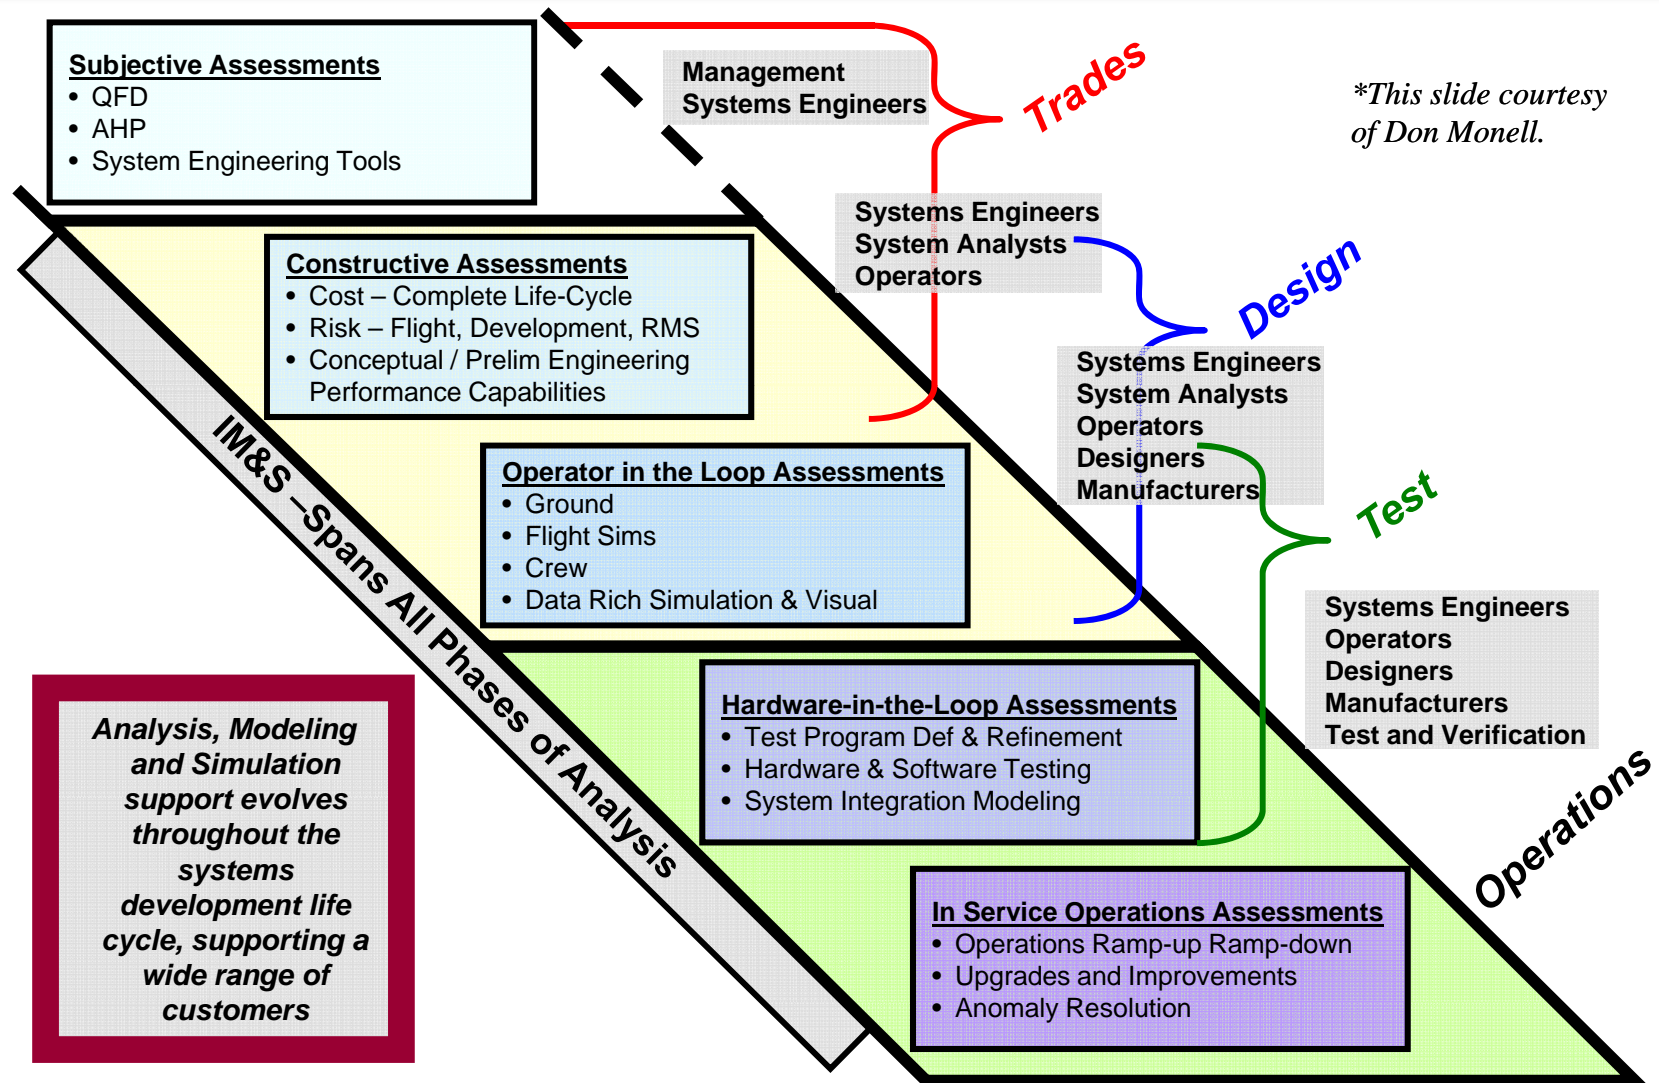 Subjective Assessments
• QFD
• AHP
• System Engineering Tools
Management
Systems Engineers
Trades
*This slide courtesy
of Don Monell.
Systems Engineers
System Analysts
Operators
Design
Constructive Assessments
• Cost – Complete Life-Cycle
• Risk – Flight, Development, RMS
• Conceptual / Prelim Engineering
Performance Capabilities
Systems Engineers
System Analysts
Operators
Designers
Manufacturers
Test
Operator in the Loop Assessments
• Ground
• Flight Sims
• Crew
• Data Rich Simulation & Visual
IM&S –Spans All Phases of Analysis
Systems Engineers
Operators
Designers
Manufacturers
Test and Verification
Operations
Hardware-in-the-Loop Assessments
• Test Program Def & Refinement
• Hardware & Software Testing
• System Integration Modeling
Analysis, Modeling
and Simulation
support evolves
throughout the
systems
development life
cycle, supporting a
wide range of
customers
In Service Operations Assessments
• Operations Ramp-up Ramp-down
• Upgrades and Improvements
• Anomaly Resolution